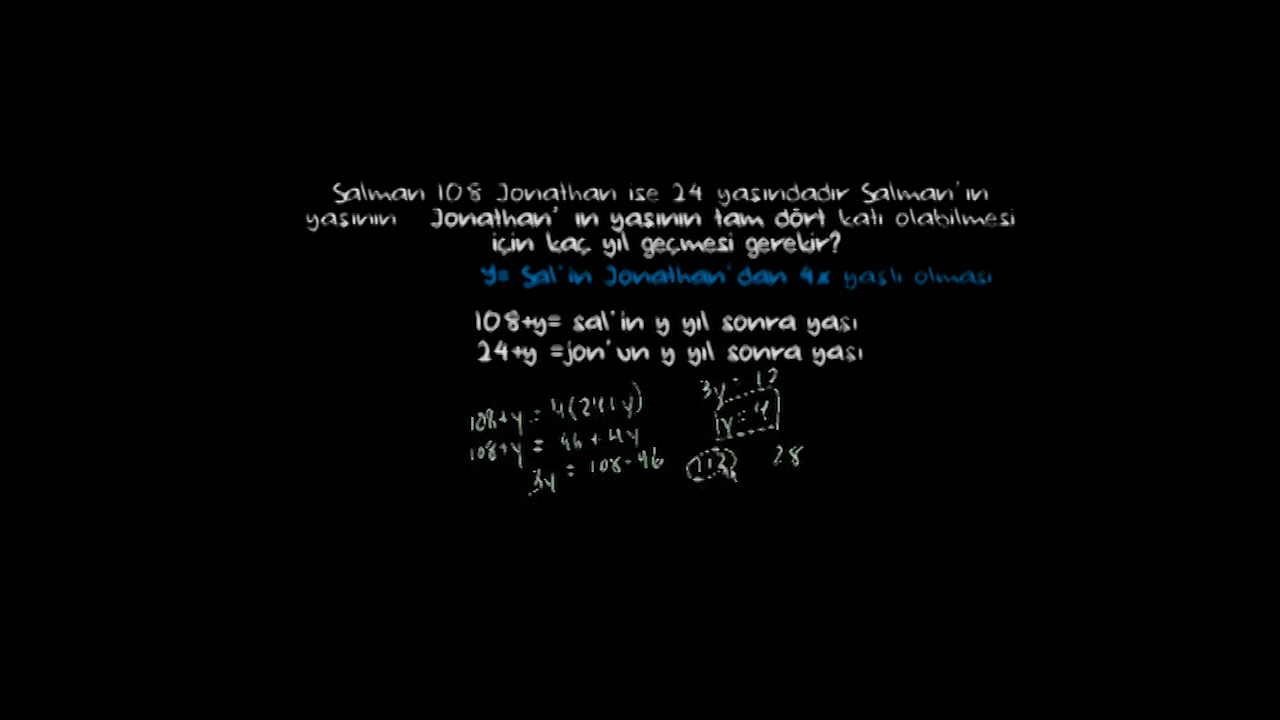 Salman 108 Jonathan ise 24 yasındadır Salman'ın
yaşının Jonathan' ın yaşının tam dört katı olabilmesi
için kaç yıl geçmesi gerekir?
y= Sal'in Jonathan'dan 4x yaşlı olması
108+y= sal'in y yıl sonra yaşı
24+y =jon'un y yıl sonra yaşı
108+y = 4(24+y)
108+y = 96 + 4y
3y = 108-96
3y = 12
y = 4
112 28